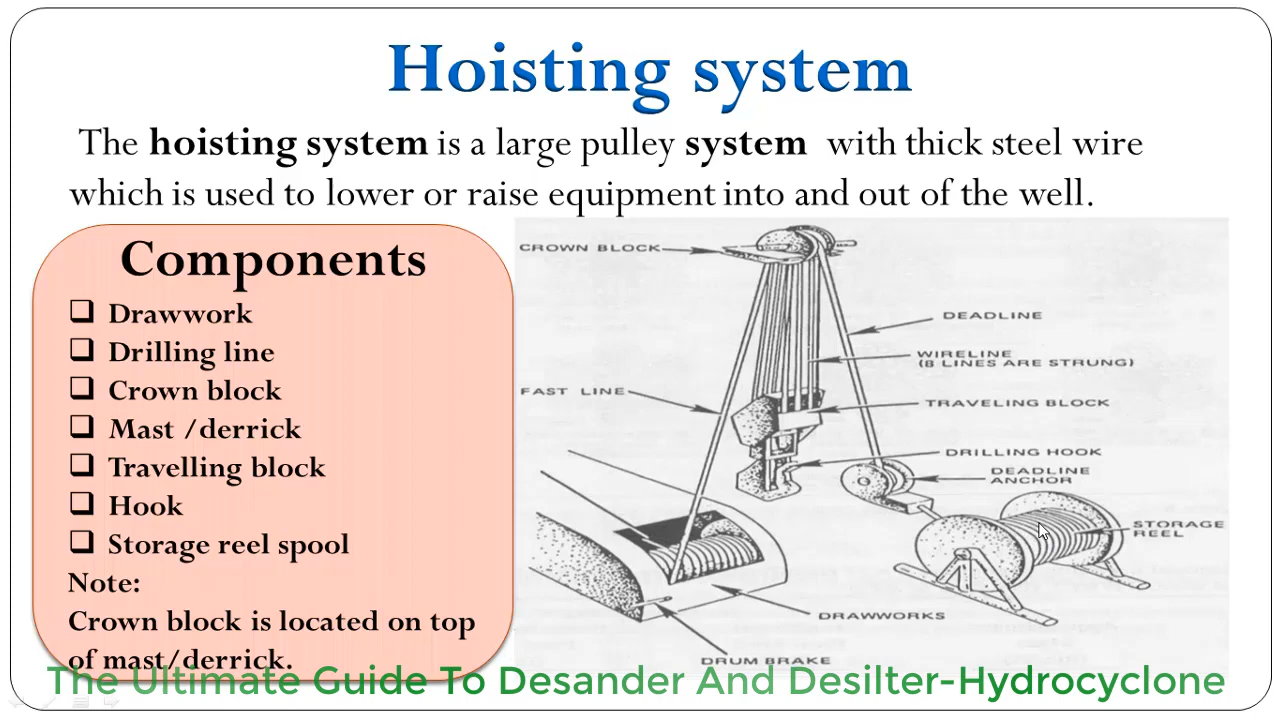 Hoisting system
The hoisting system is a large pulley system with thick steel wire
which is used to lower or raise equipment into and out of the well.
Components
❑ Drawwork
❑ Drilling line
❑ Crown block
❑ Mast /derrick
❑ Travelling block
❑ Hook
❑ Storage reel spool
Note:
Crown block is located on top
of mast/derrick.
CROWN BLOCK
DEADLINE
WIRELINE
(8 LINES ARE STRUNG)
FAST LINE
TRAVELING BLOCK
DRILLING HOOK
DEADLINE
ANCHOR
STORAGE
REEL
DRAWWORKS
DRUM BRAKE
The Ultimate Guide To Desander And Desilter-Hydrocyclone